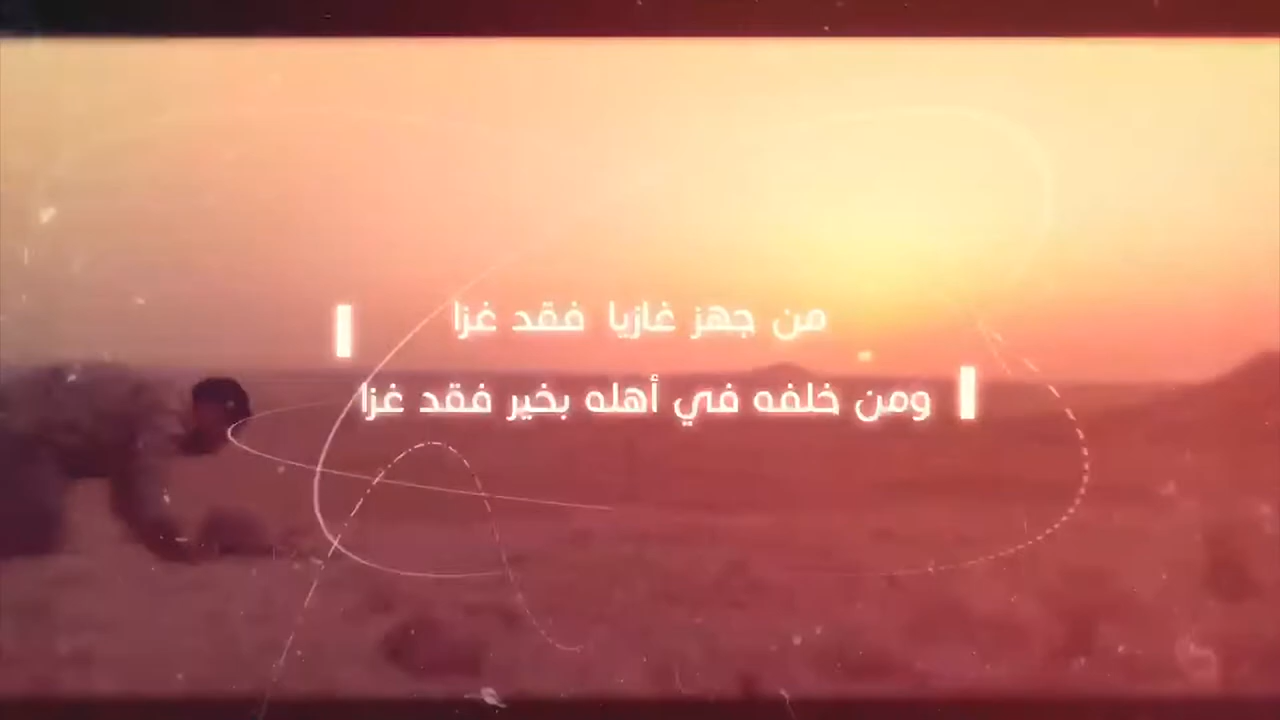 من جهز غازيا فقد غزا
ومن خلفه في أهله بخير فقد غزا